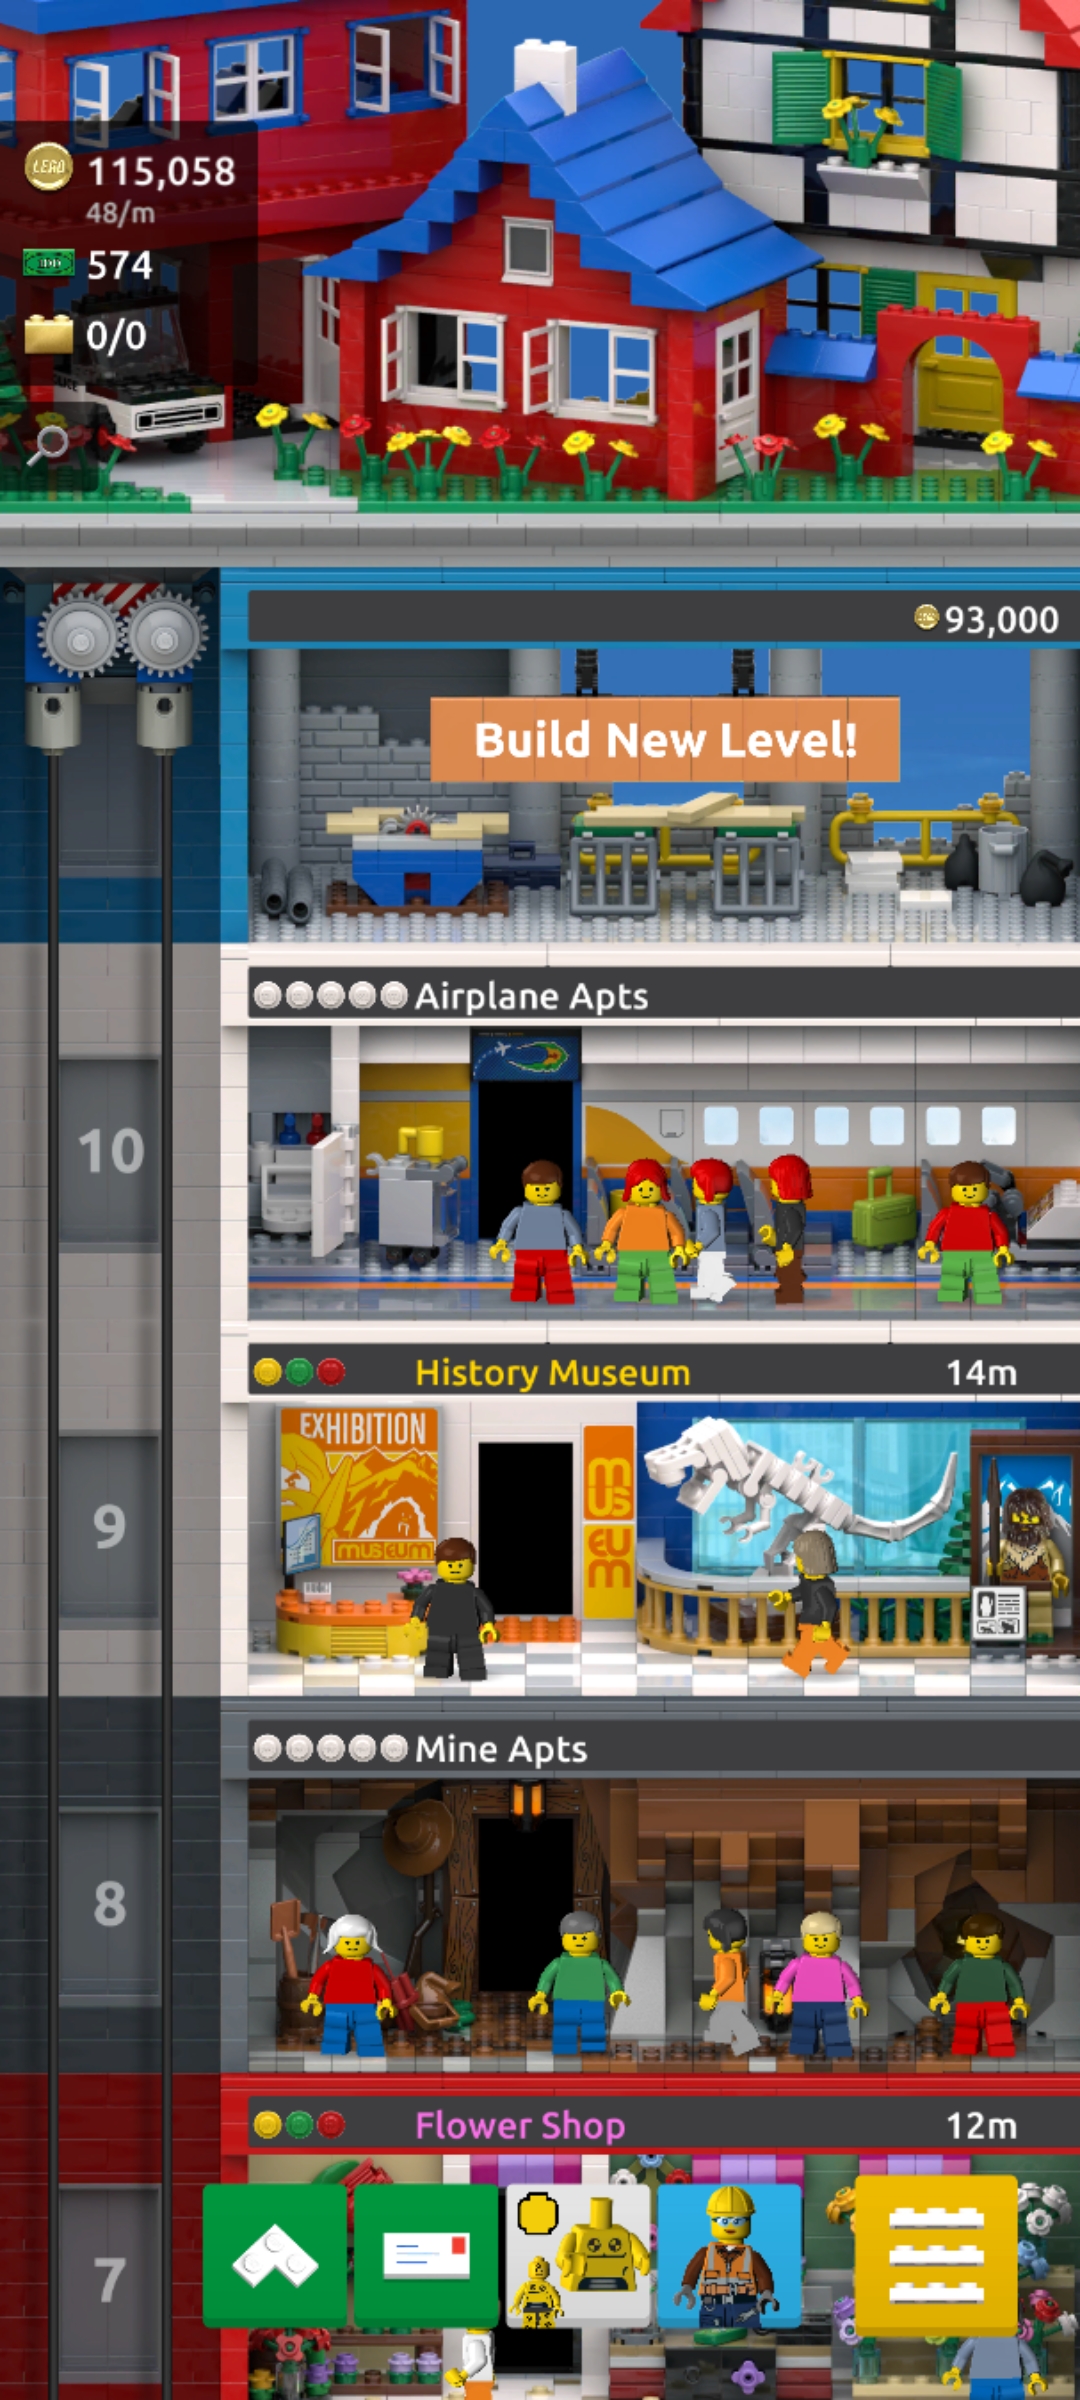 LEGO 115,058
48/m
574
0/0
93,000
Build New Level!
Airplane Apts
10
History Museum 14m
EXHIBITION
MUSEUM
MUS
EUM
9
Mine Apts
8
Flower Shop 12m
7